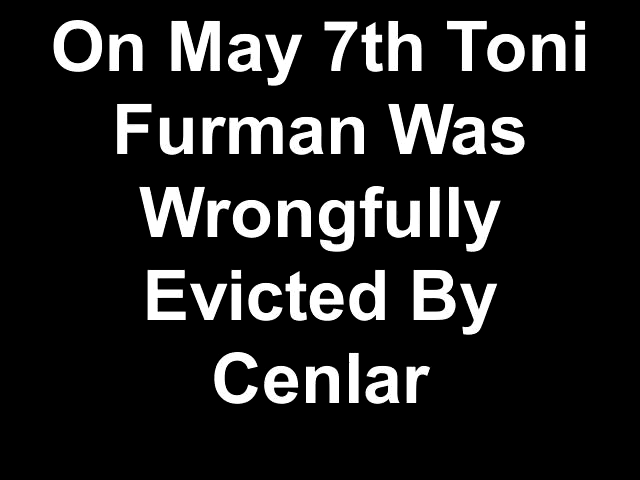 On May 7th Toni
Furman Was
Wrongfully
Evicted By
Cenlar